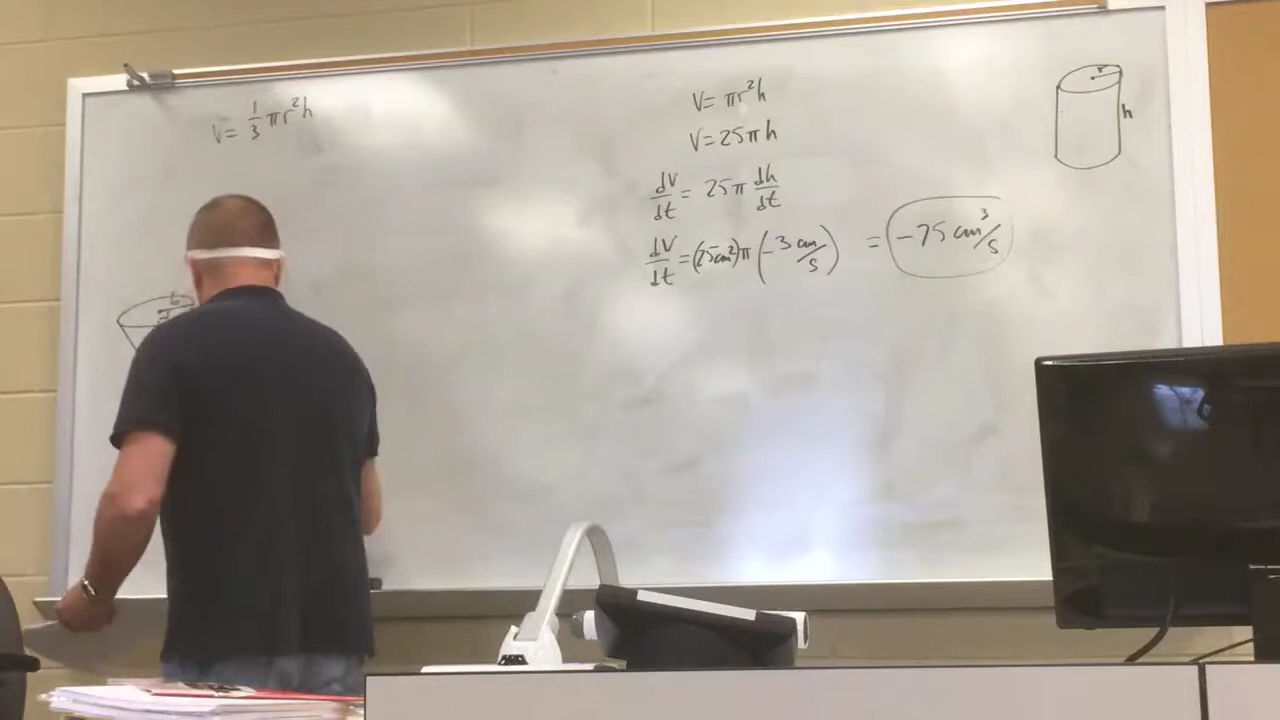 V = 1/3 πr²h
V = πr²h
V = 25πh
dV/dt = 25π dh/dt
dV/dt = (25cm²)π(-3 cm/s) = -75 cm³/s
r
h